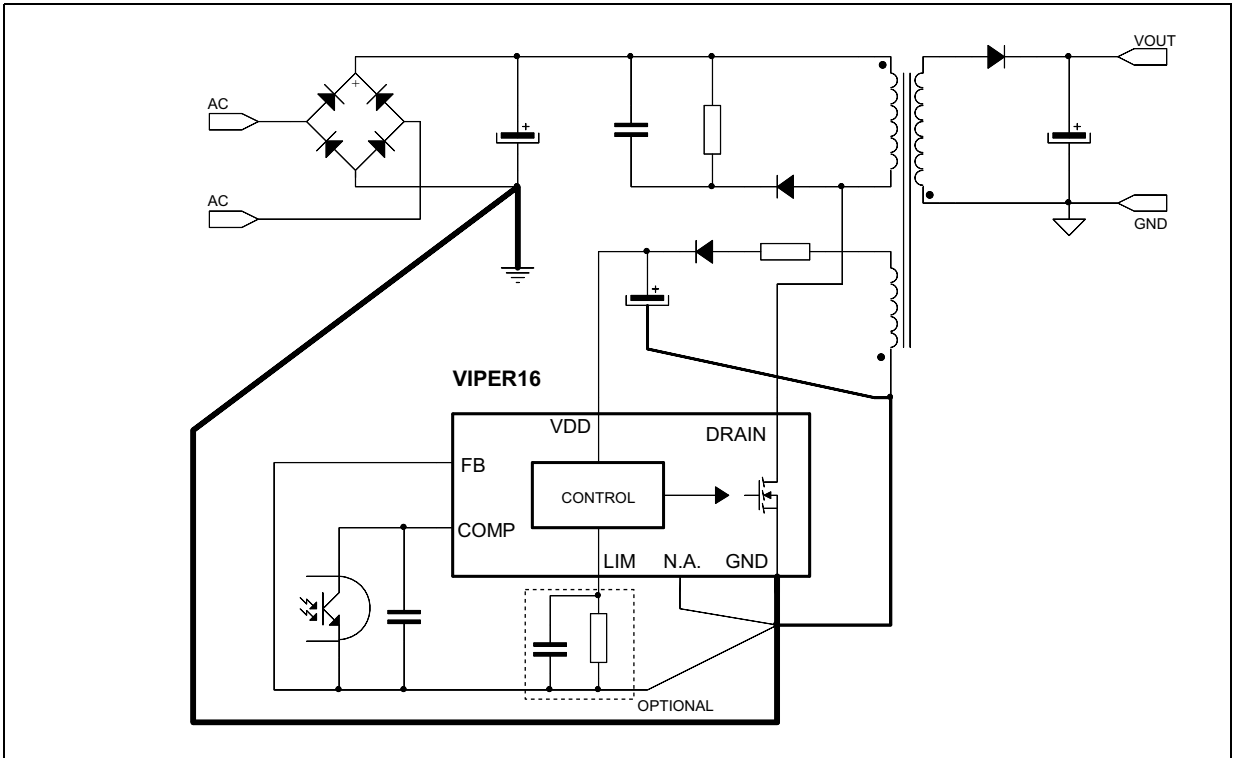 VOUT
AC
AC
GND
VIPER16
VDD
DRAIN
FB
CONTROL
COMP
LIM
N.A.
GND
OPTIONAL